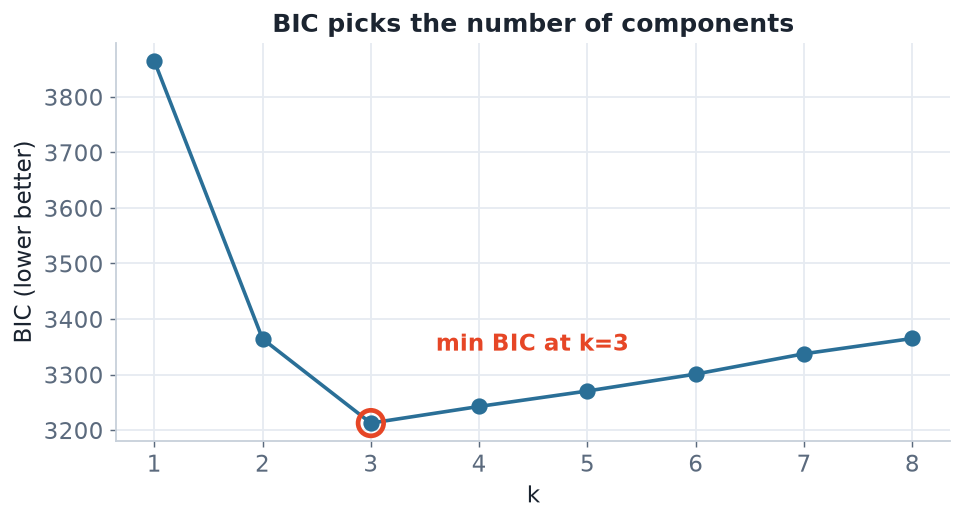 BIC picks the number of components
BIC (lower better)
3800
3700
3600
3500
3400
3300
3200
min BIC at k=3
1 2 3 4 5 6 7 8
k